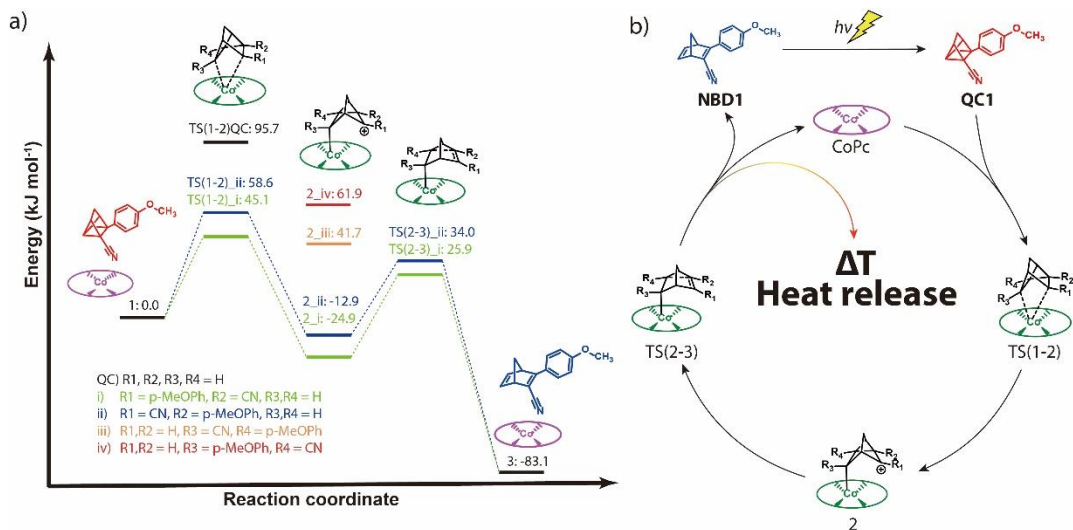 a)
Energy (kJ mol⁻¹)
Reaction coordinate
O
CH₃
N
Co
1: 0.0
R₄
R₂
R₃
R₁
Co
TS(1-2)QC: 95.7
TS(1-2)_ii: 58.6
TS(1-2)_i: 45.1
R₄
R₂
R₃
R₁
Co
2_iv: 61.9
2_iii: 41.7
2_ii: -12.9
2_i: -24.9
R₄
R₂
R₃
R₁
Co
TS(2-3)_ii: 34.0
TS(2-3)_i: 25.9
O
CH₃
N
Co
3: -83.1
QC) R1, R2, R3, R4 = H
i) R1 = p-MeOPh, R2 = CN, R3,R4 = H
ii) R1 = CN, R2 = p-MeOPh, R3,R4 = H
iii) R1,R2 = H, R3 = CN, R4 = p-MeOPh
iv) R1,R2 = H, R3 = p-MeOPh, R4 = CN
b)
O
CH₃
N
NBD1
hv
O
CH₃
N
QC1
Co
CoPc
ΔT
Heat release
R₄
R₂
R₃
R₁
Co
TS(2-3)
R₄
R₂
R₃
R₁
Co
TS(1-2)
R₄
R₂
R₃
R₁
Co
2